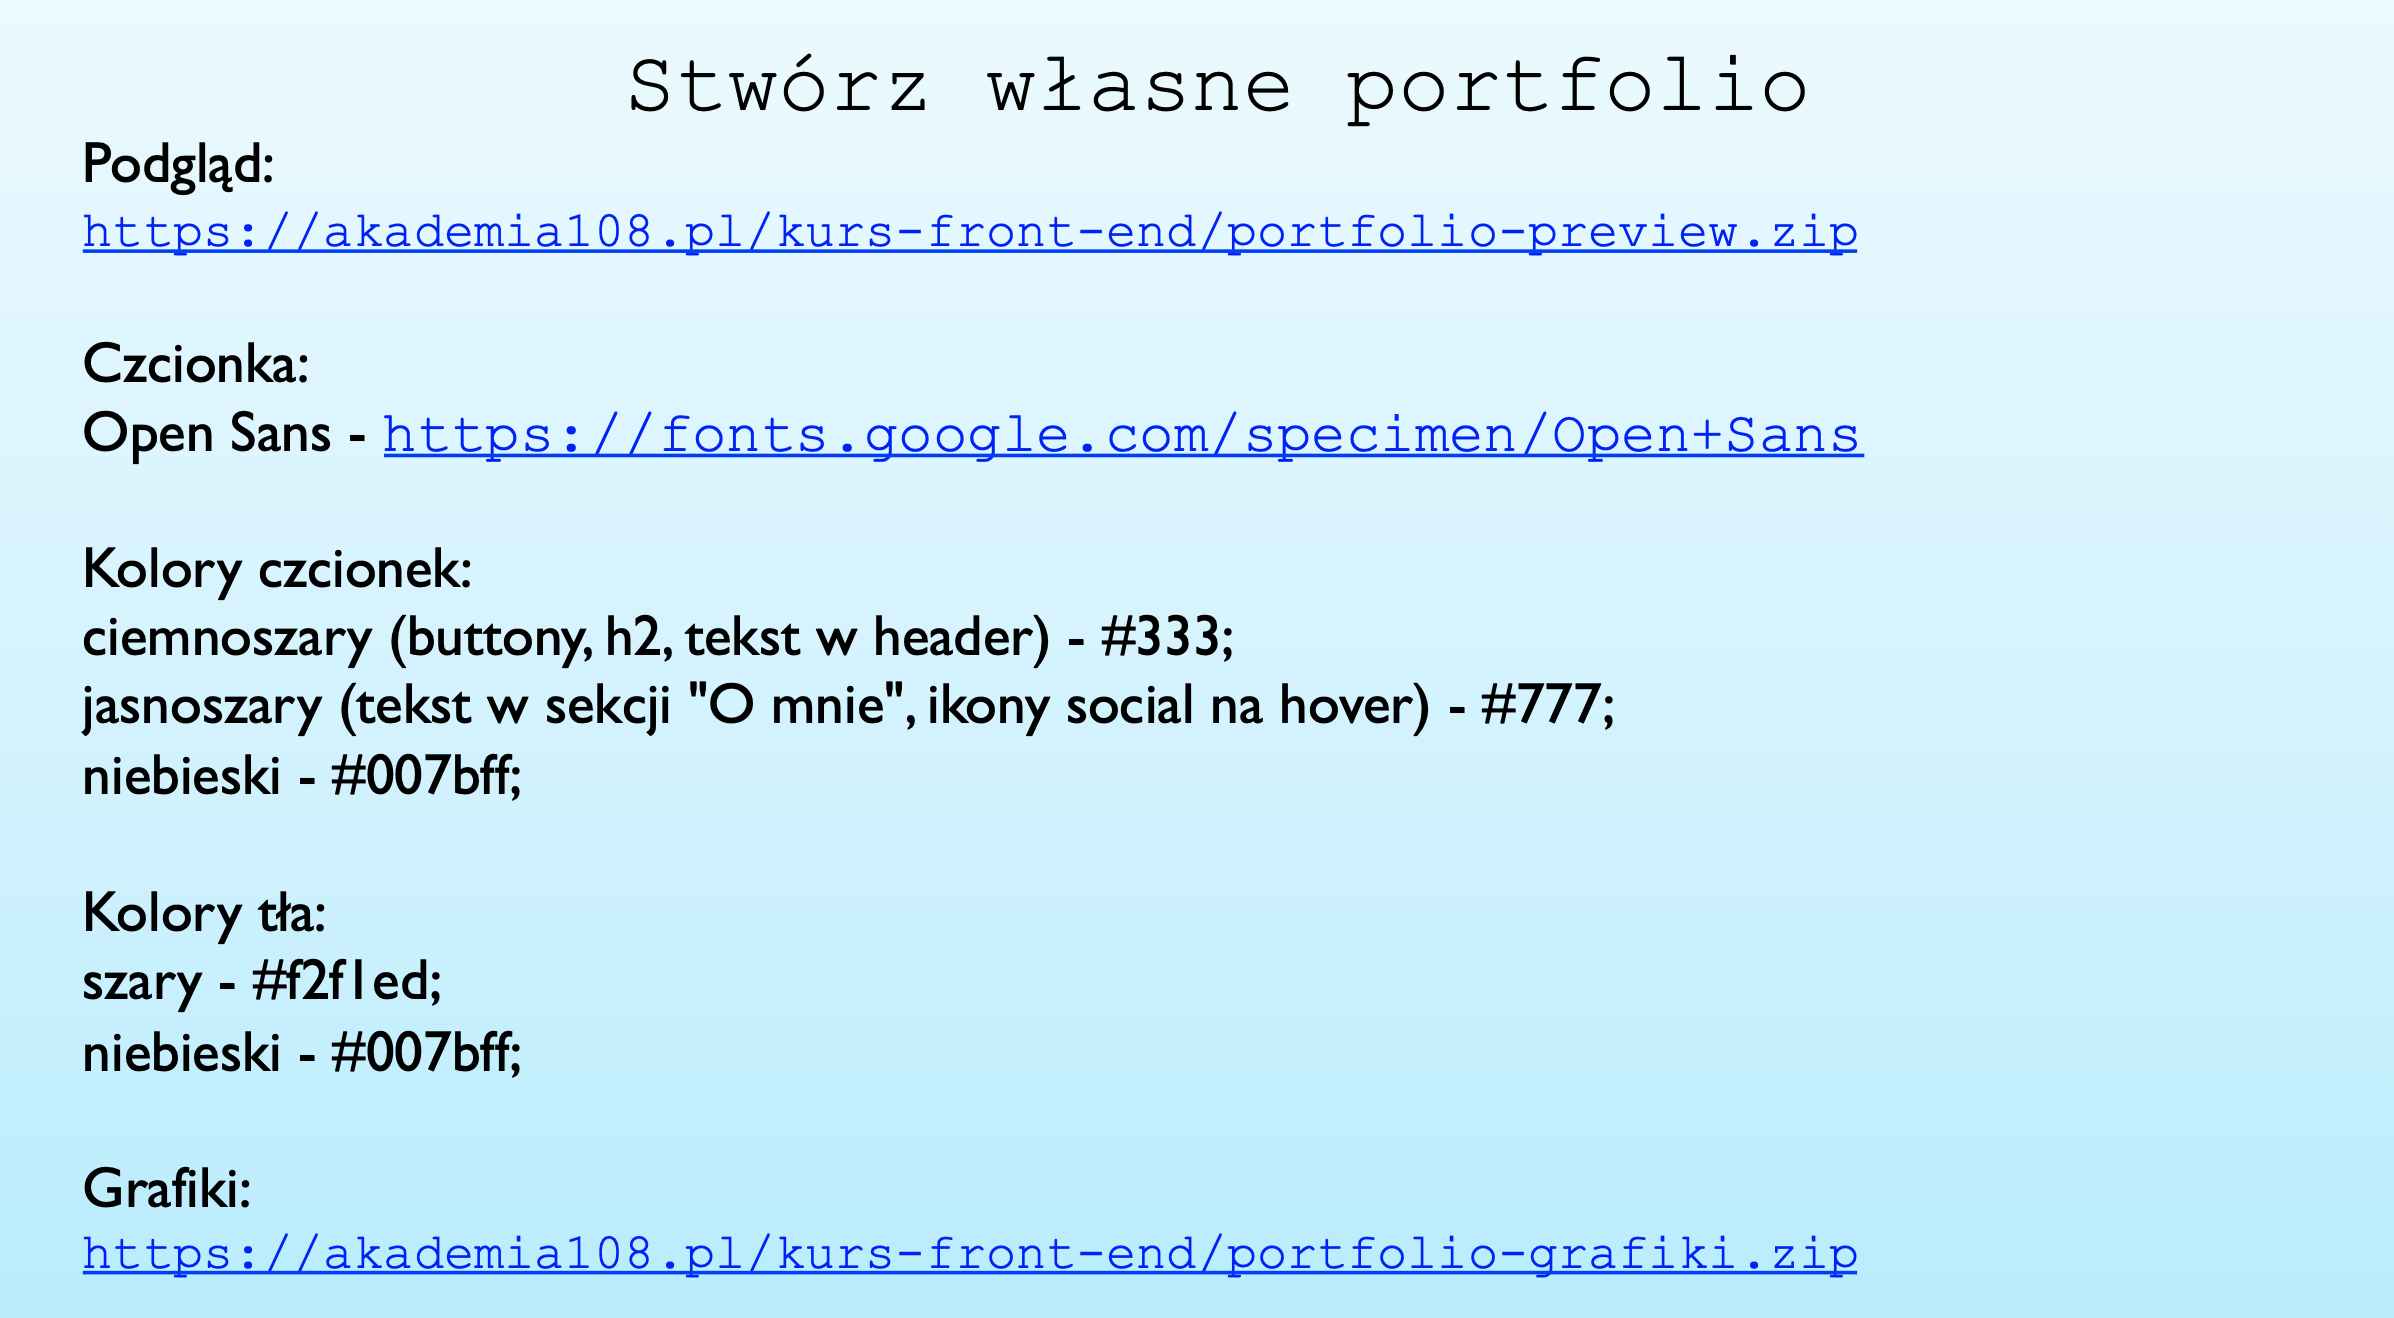 Stwórz własne portfolio
Podgląd:
https://akademia108.pl/kurs-front-end/portfolio-preview.zip
Czcionka:
Open Sans - https://fonts.google.com/specimen/Open+Sans
Kolory czcionek:
ciemnoszary (buttony, h2, tekst w header) - #333;
jasnoszary (tekst w sekcji "O mnie", ikony social na hover) - #777;
niebieski - #007bff;
Kolory tła:
szary - #f2f1ed;
niebieski - #007bff;
Grafiki:
https://akademia108.pl/kurs-front-end/portfolio-grafiki.zip